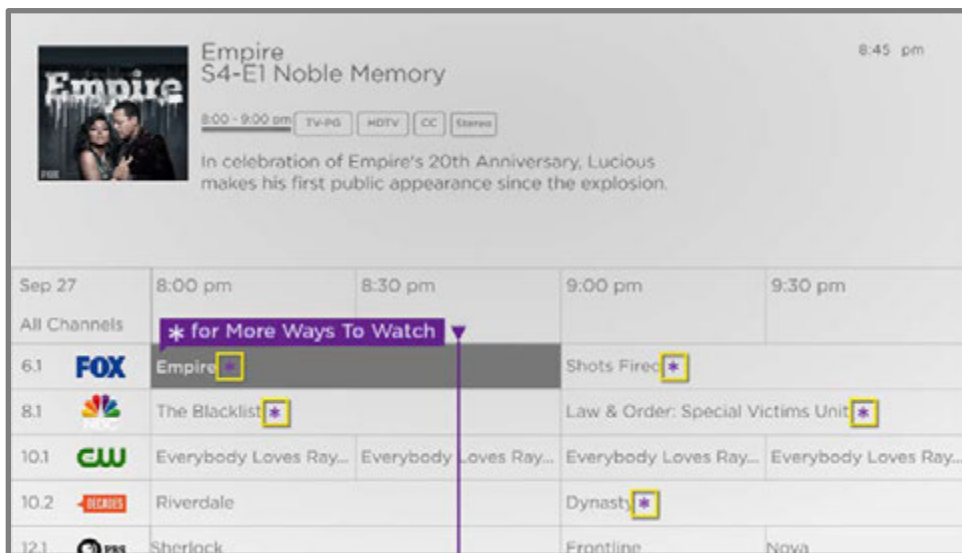 Empire
8:45 pm
S4-E1 Noble Memory
Empire
8:00 - 9:00 pm TV-PG HDTV CC Stereo
In celebration of Empire's 20th Anniversary, Lucious
makes his first public appearance since the explosion.
FOX
Sep 27 8:00 pm 8:30 pm 9:00 pm 9:30 pm
All Channels
* for More Ways To Watch
6.1 FOX Empire * Shots Fired *
8.1 NBC The Blacklist * Law & Order: Special Victims Unit *
10.1 CW Everybody Loves Ray... Everybody Loves Ray... Everybody Loves Ray... Everybody Loves Ray...
10.2 DECADES Riverdale Dynasty *
12.1 PBS Sherlock Frontline Nova